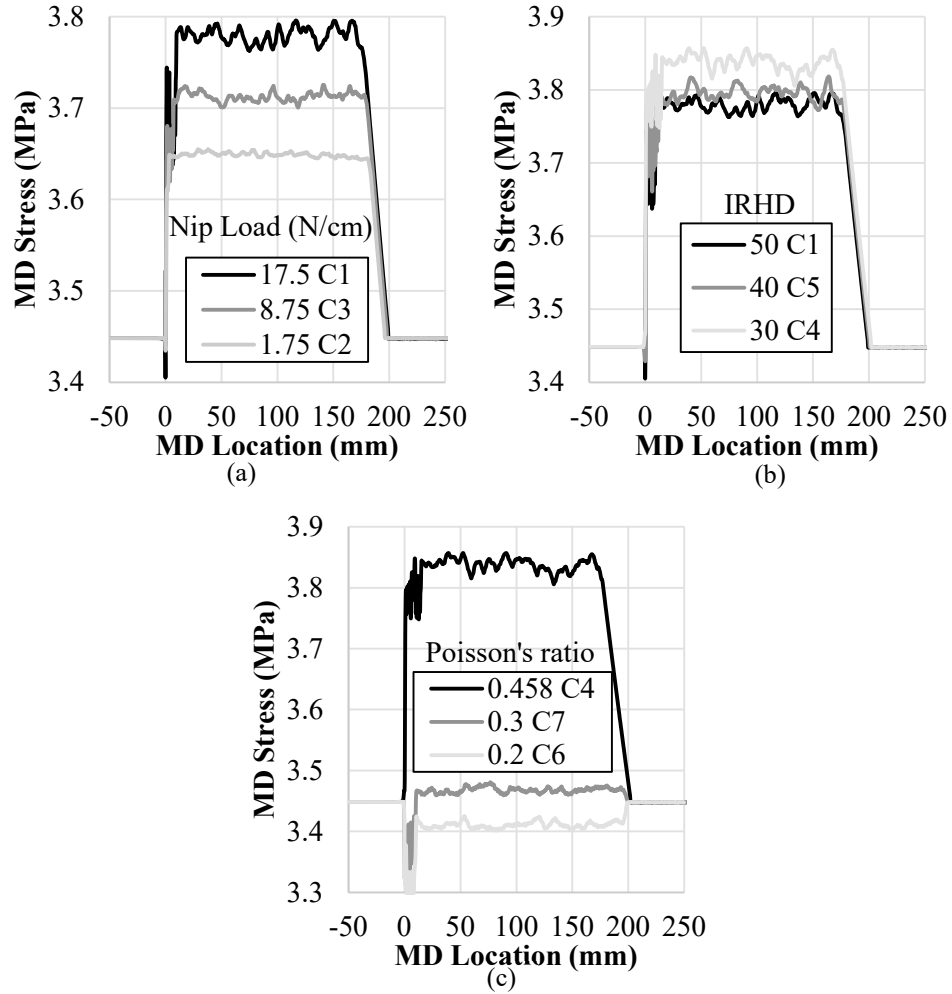 3.8
3.7
3.6
3.5
3.4
MD Stress (MPa)
Nip Load (N/cm)
17.5 C1
8.75 C3
1.75 C2
-50 0 50 100 150 200 250
MD Location (mm)
(a)
3.9
3.8
3.7
3.6
3.5
3.4
MD Stress (MPa)
IRHD
50 C1
40 C5
30 C4
-50 0 50 100 150 200 250
MD Location (mm)
(b)
3.9
3.8
3.7
3.6
3.5
3.4
3.3
MD Stress (MPa)
Poisson's ratio
0.458 C4
0.3 C7
0.2 C6
-50 0 50 100 150 200 250
MD Location (mm)
(c)